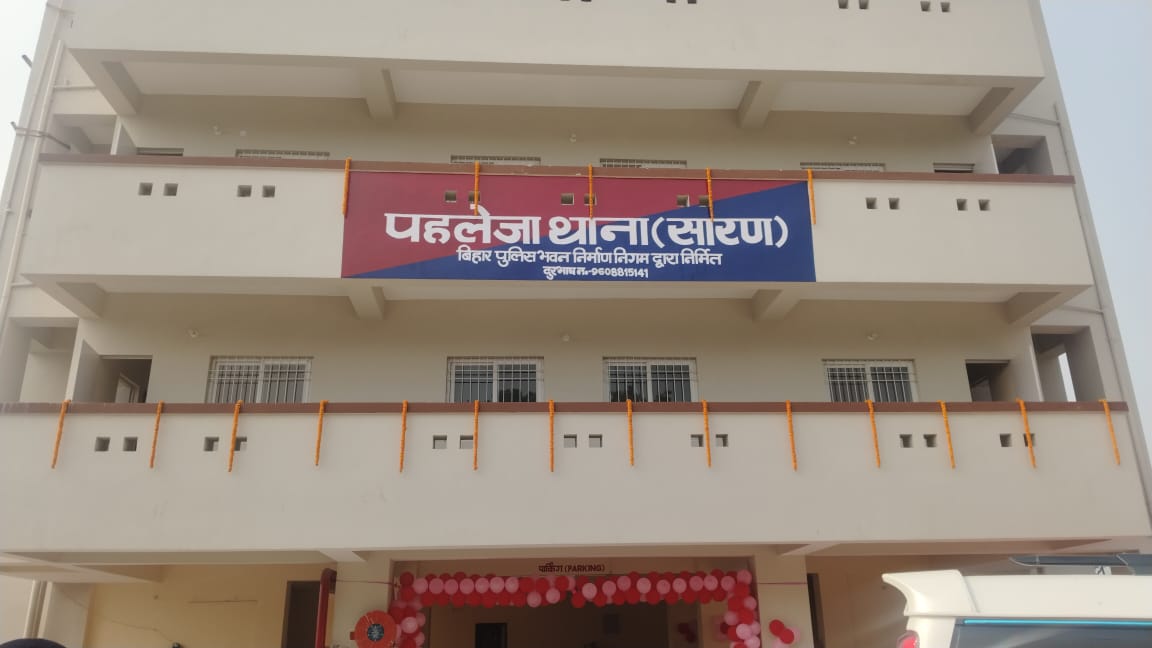 पहलेजा थाना (सारण)
बिहार पुलिस भवन निर्माण निगम द्वारा निर्मित
दुरभाष न॰-9608815141
पार्किंग (PARKING)